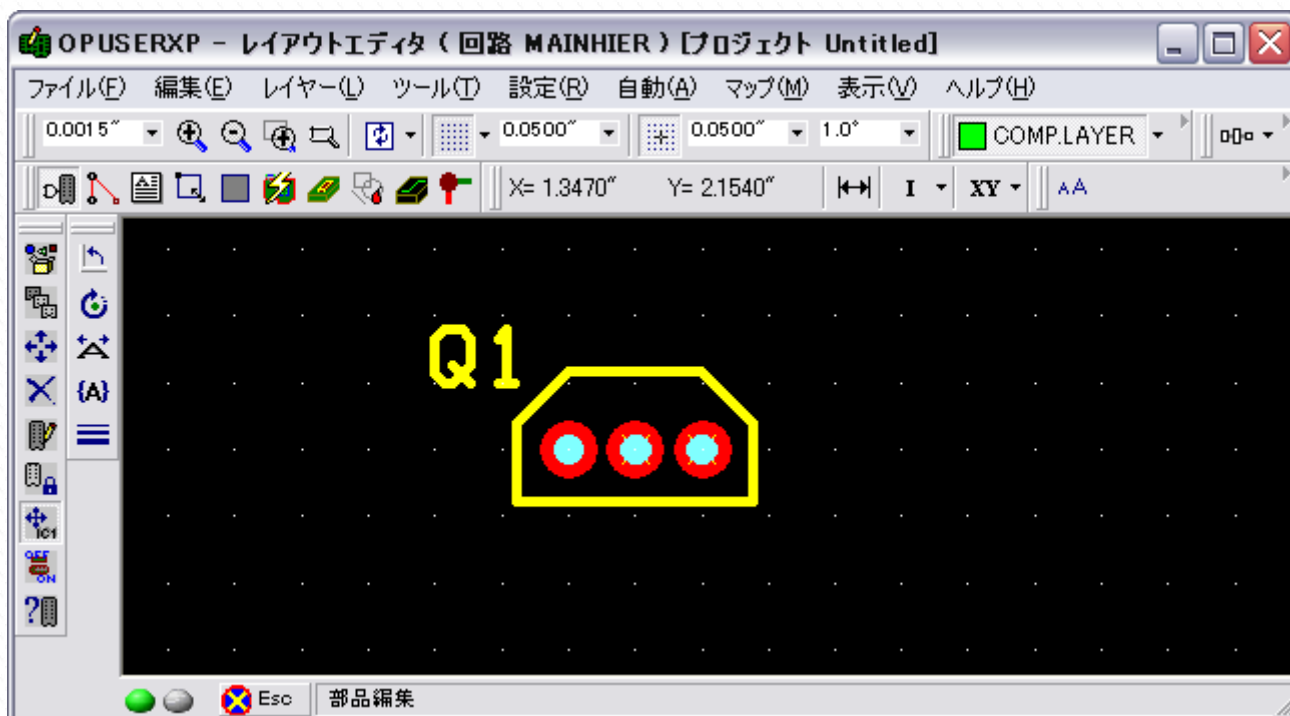 OPUSERXP - レイアウトエディタ ( 回路 MAINHIER ) [プロジェクト Untitled]
ファイル(F) 編集(E) レイヤー(L) ツール(T) 設定(R) 自動(A) マップ(M) 表示(V) ヘルプ(H)
0.0015" 0.0500" 0.0500" 1.0° COMP.LAYER
X= 1.3470" Y= 2.1540" I XY AA
{A}
Q1
IC1
OFF
ON
?
Esc 部品編集